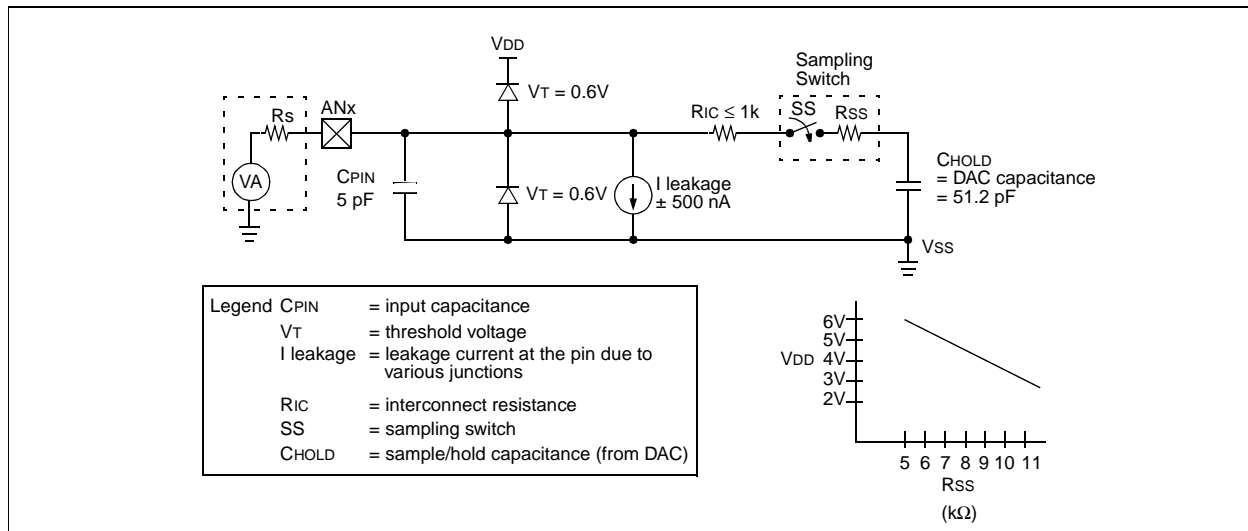 VDD
VT = 0.6V
Sampling
Switch
Rs
ANx
RIC ≤ 1k
SS
RSS
VA
CPIN
5 pF
VT = 0.6V
I leakage
± 500 nA
CHOLD
= DAC capacitance
= 51.2 pF
VSS
Legend CPIN = input capacitance
VT = threshold voltage
I leakage = leakage current at the pin due to
various junctions
RIC = interconnect resistance
SS = sampling switch
CHOLD = sample/hold capacitance (from DAC)
6V
5V
VDD 4V
3V
2V
5 6 7 8 9 10 11
RSS
(kΩ)